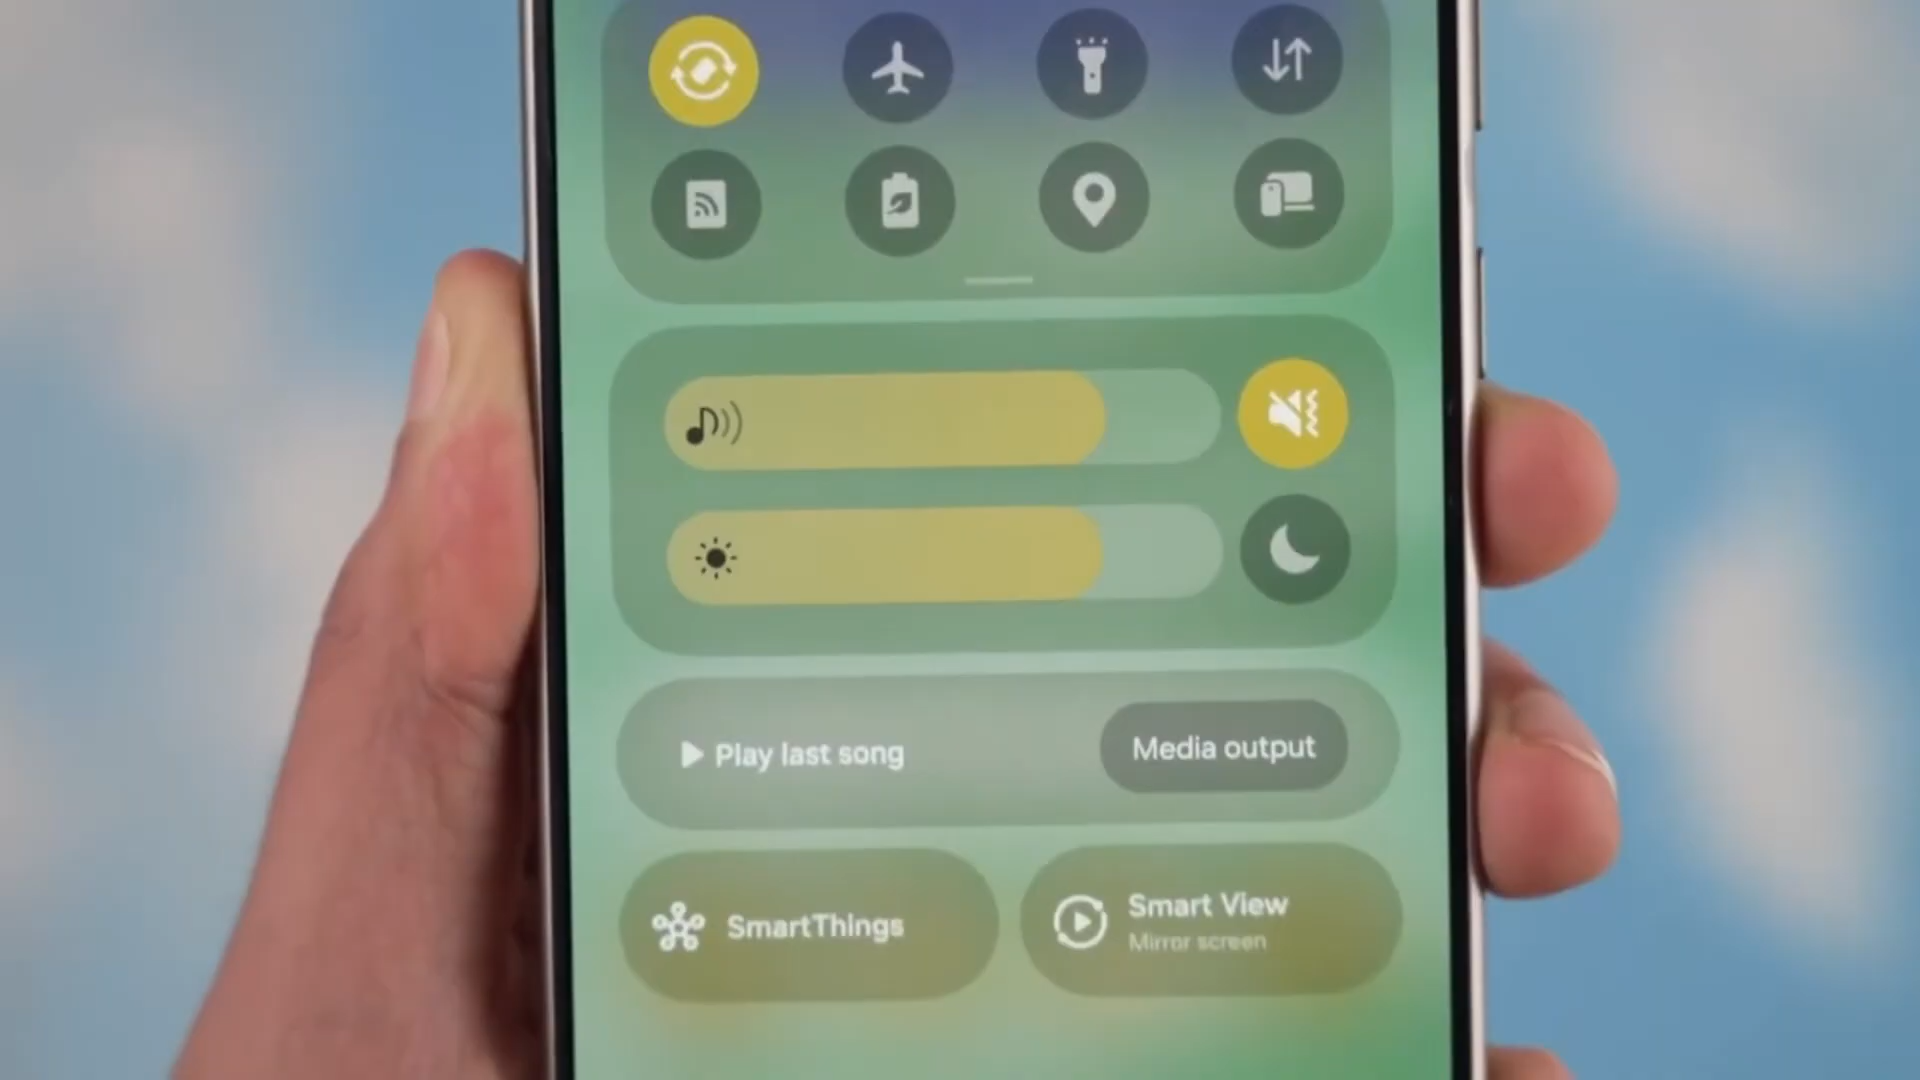 Play last song
Media output
SmartThings
Smart View
Mirror screen